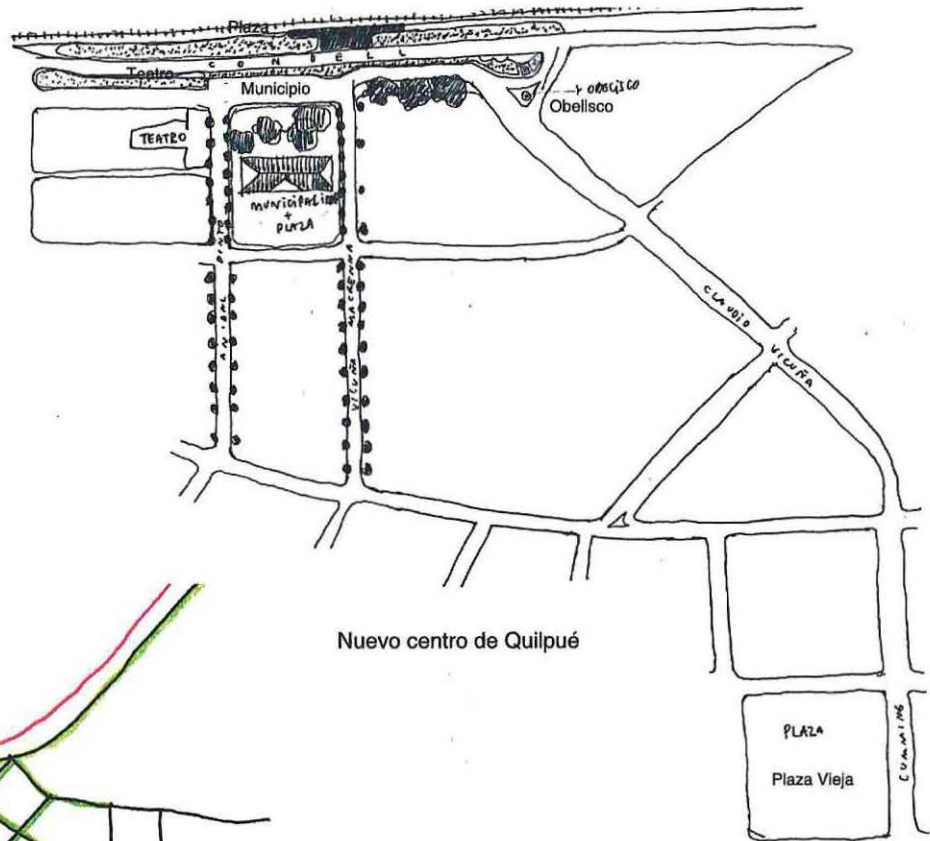 Plaza
CONDELL
Teatro
Municipio
OBELISCO
Obelisco
TEATRO
MUNICIPALIDAD
+
PLAZA
ANIBAL PINTO
VICUÑA MACKENNA
CLAUDIO VICUÑA
Nuevo centro de Quilpué
PLAZA
Plaza Vieja
CUMMING